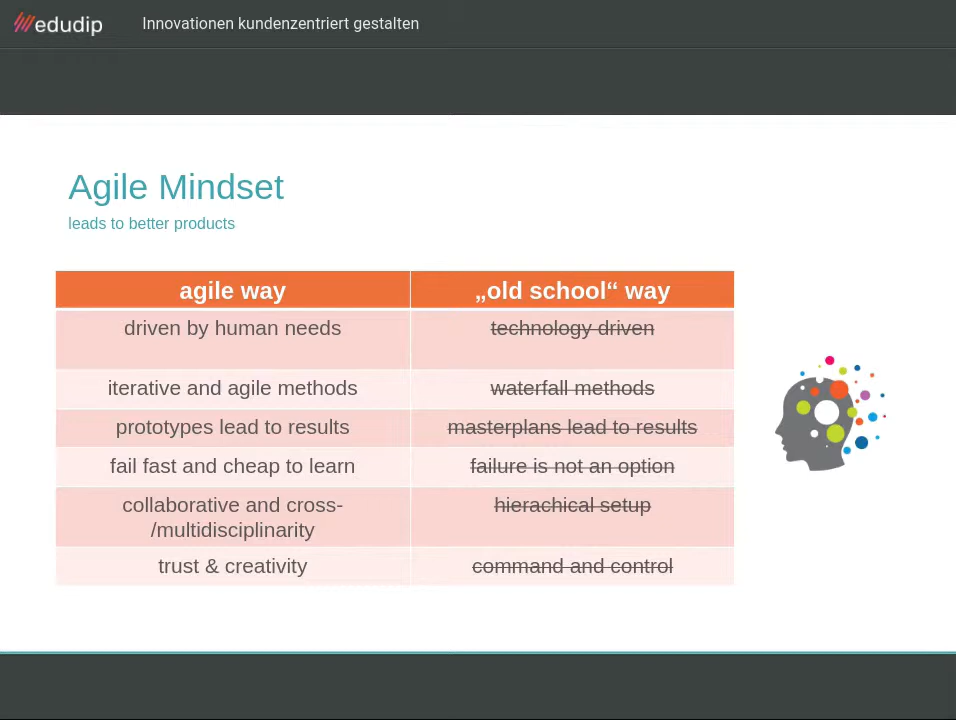 edudip
Innovationen kundenzentriert gestalten
Agile Mindset
leads to better products
agile way
„old school“ way
driven by human needs
technology driven
iterative and agile methods
waterfall methods
prototypes lead to results
masterplans lead to results
fail fast and cheap to learn
failure is not an option
collaborative and cross-
/multidisciplinarity
hierachical setup
trust & creativity
command and control